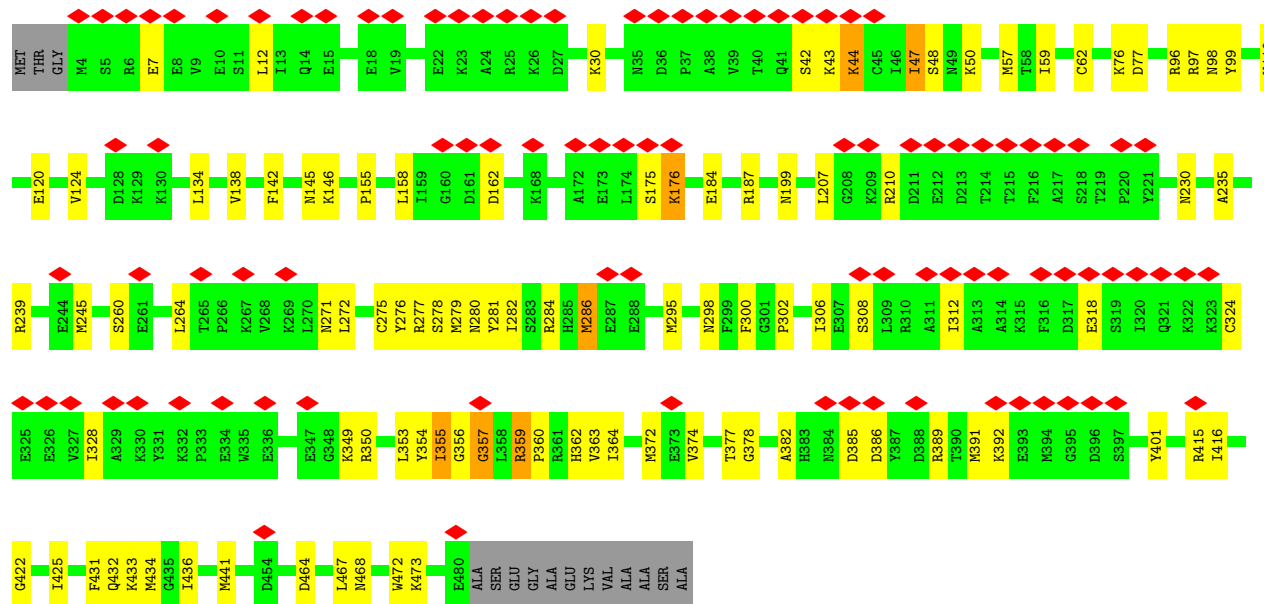 MET THR GLY M4 S5 R6 E7 E8 V9 E10 S11 L12 I13 Q14 E15 E18 V19 E22 K23 A24 R25 K26 D27 K30 N35 D36 P37 A38 V39 T40 Q41 S42 K43 K44 C45 I46 I47 S48 N49 K50 M57 T58 I59 C62 K76 D77 R96 R97 N98 Y99
E120 V124 D128 K129 K130 L134 V138 F142 N145 K146 P155 L158 I159 G160 D161 D162 K168 A172 E173 L174 S175 K176 E184 R187 N199 L207 G208 K209 R210 D211 E212 D213 T214 T215 F216 A217 S218 T219 P220 Y221 N230 A235
R239 E244 M245 S260 E261 L264 T265 P266 K267 V268 K269 L270 N271 L272 C275 Y276 R277 S278 M279 N280 Y281 I282 S283 R284 H285 M286 E287 E288 M295 N298 F299 F300 G301 P302 I306 E307 S308 L309 R310 A311 I312 A313 A314 K315 F316 D317 E318 S319 I320 Q321 K322 K323 C324
E325 E326 V327 I328 A329 K330 Y331 K332 P333 E334 W335 E336 E347 G348 K349 R350 L353 Y354 I355 G356 G357 L358 A359 P360 R361 H362 V363 I364 M372 E373 V374 T377 G378 A382 H383 N384 D385 D386 Y387 D388 R389 T390 M391 K392 E393 M394 G395 D396 S397 Y401 R415 I416
G422 I425 F431 Q432 K433 M434 G435 I436 M441 D454 D464 L467 N468 W472 K473 E480 ALA SER GLU GLY ALA GLU LYS VAL ALA ALA SER ALA